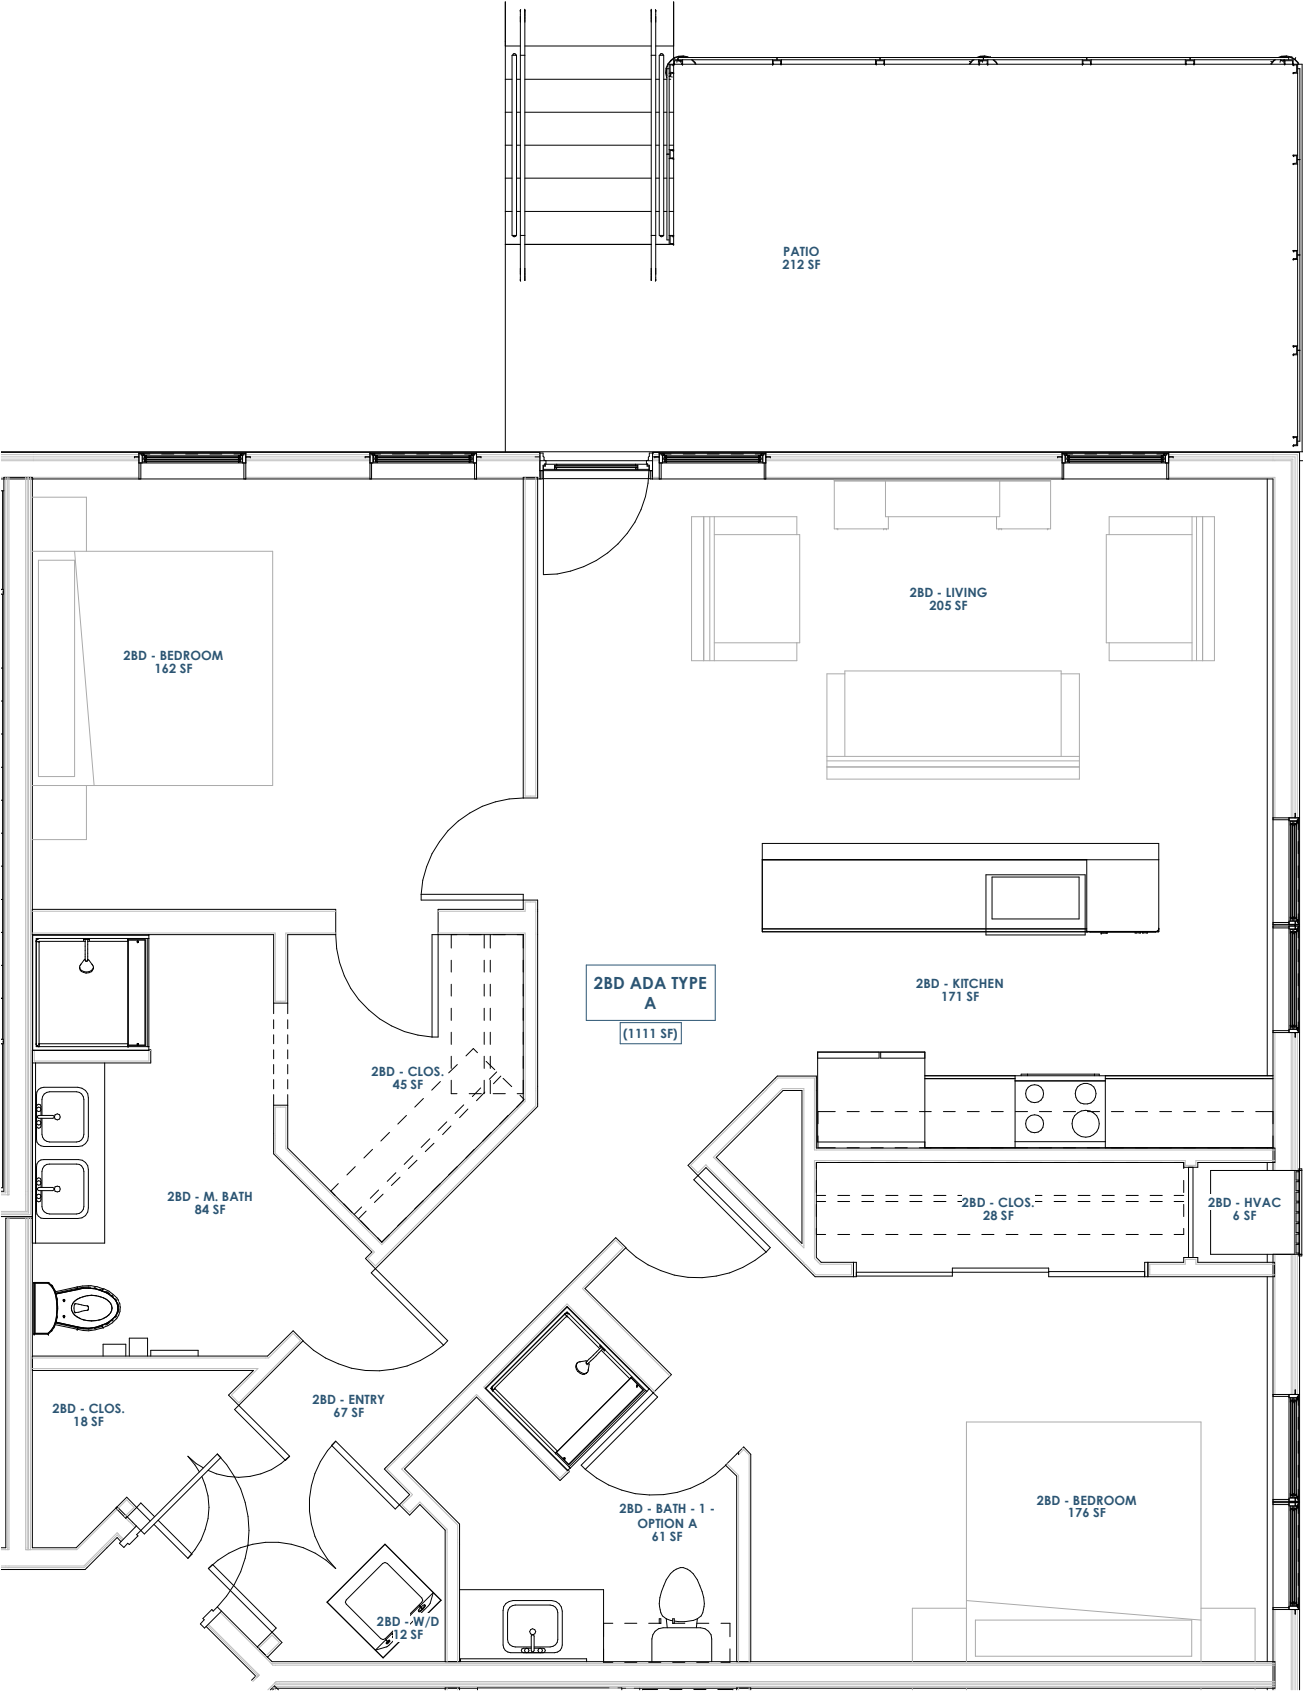 PATIO
212 SF
2BD - LIVING
205 SF
2BD - BEDROOM
162 SF
2BD ADA TYPE
A
(1111 SF)
2BD - KITCHEN
171 SF
2BD - CLOS.
45 SF
2BD - M. BATH
84 SF
2BD - CLOS.
28 SF
2BD - HVAC
6 SF
2BD - ENTRY
67 SF
2BD - CLOS.
18 SF
2BD - BATH - 1 -
OPTION A
61 SF
2BD - BEDROOM
176 SF
2BD - W/D
12 SF